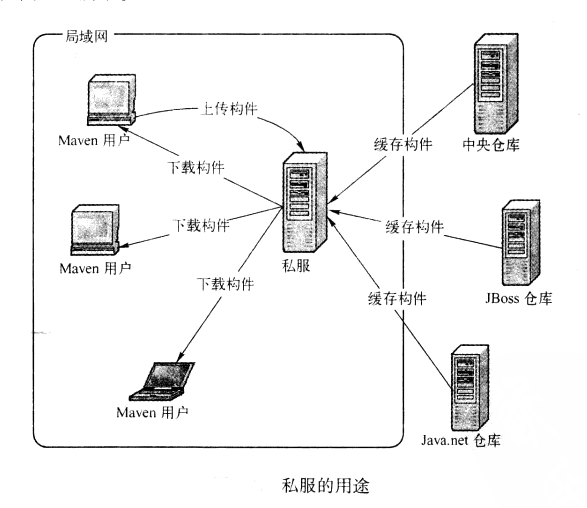 局域网
Maven 用户
上传构件
下载构件
缓存构件
中央仓库
Maven 用户
下载构件
私服
缓存构件
JBoss 仓库
下载构件
缓存构件
Maven 用户
Java.net 仓库
私服的用途